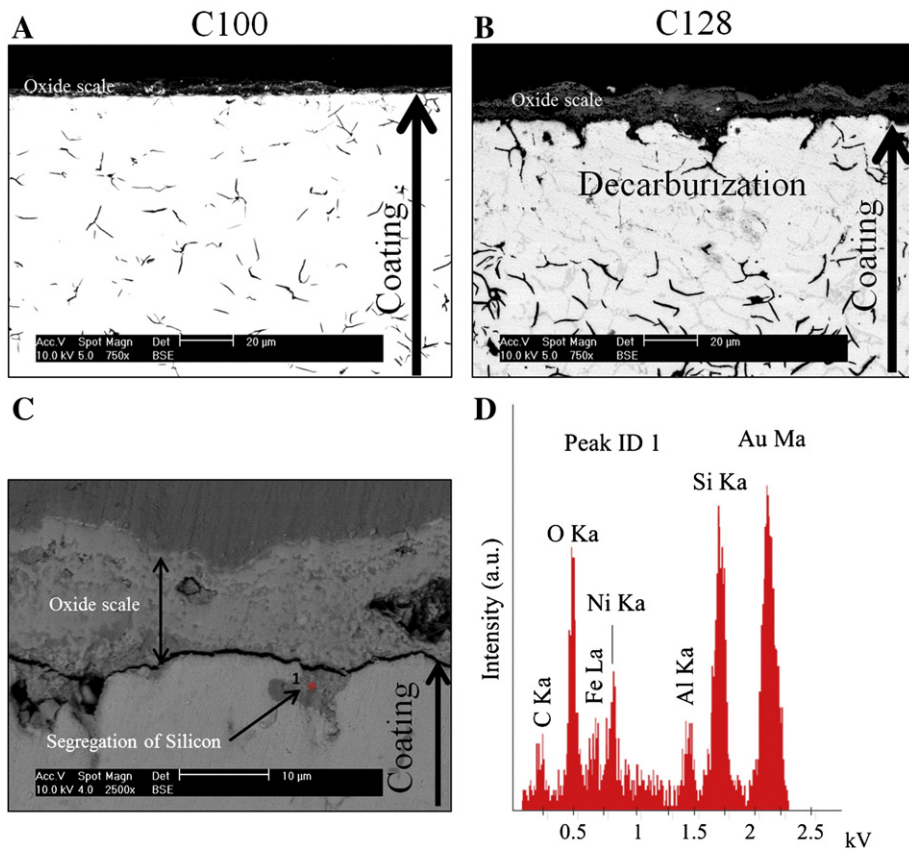 A
C100
Oxide scale
Coating
Acc.V Spot Magn Det 20 µm
10.0 kV 5.0 750x BSE
B
C128
Oxide scale
Decarburization
Coating
Acc.V Spot Magn Det 20 µm
10.0 kV 5.0 750x BSE
C
Oxide scale
1
Segregation of Silicon
Coating
Acc.V Spot Magn Det 10 µm
10.0 kV 4.0 2500x BSE
D
Peak ID 1
Au Ma
Si Ka
O Ka
Ni Ka
Fe La
Al Ka
C Ka
Intensity (a.u.)
0.5 1 1.5 2 2.5
kV